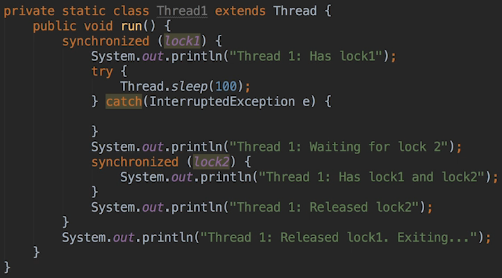 private static class Thread1 extends Thread {
    public void run() {
        synchronized (lock1) {
            System.out.println("Thread 1: Has lock1");
            try {
                Thread.sleep(100);
            } catch(InterruptedException e) {
            }
            System.out.println("Thread 1: Waiting for lock 2");
            synchronized (lock2) {
                System.out.println("Thread 1: Has lock1 and lock2");
            }
            System.out.println("Thread 1: Released lock2");
        }
        System.out.println("Thread 1: Released lock1. Exiting...");
    }
}